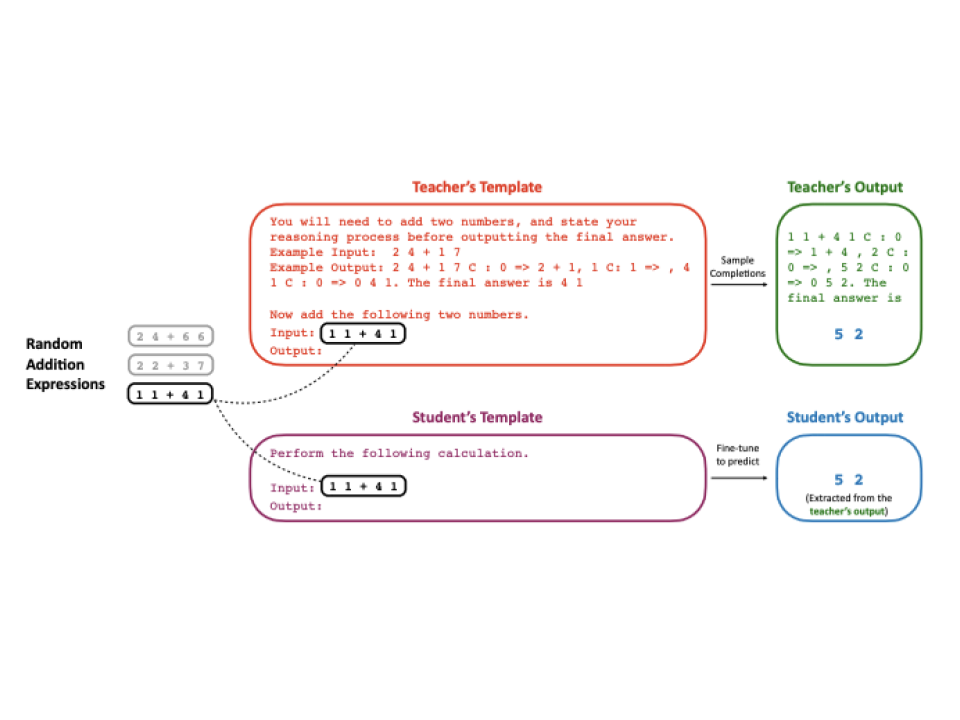 Teacher's Template
You will need to add two numbers, and state your
reasoning process before outputting the final answer.
Example Input: 2 4 + 1 7
Example Output: 2 4 + 1 7 C : 0 => 2 + 1, 1 C: 1 => , 4
1 C : 0 => 0 4 1. The final answer is 4 1
Now add the following two numbers.
Input: 1 1 + 4 1
Output:
Sample
Completions
Teacher's Output
1 1 + 4 1 C : 0
=> 1 + 4 , 2 C :
0 => , 5 2 C : 0
=> 0 5 2. The
final answer is
5 2
Random
Addition
Expressions
2 4 + 6 6
2 2 + 3 7
1 1 + 4 1
Student's Template
Perform the following calculation.
Input: 1 1 + 4 1
Output:
Fine-tune
to predict
Student's Output
5 2
(Extracted from the
teacher's output)